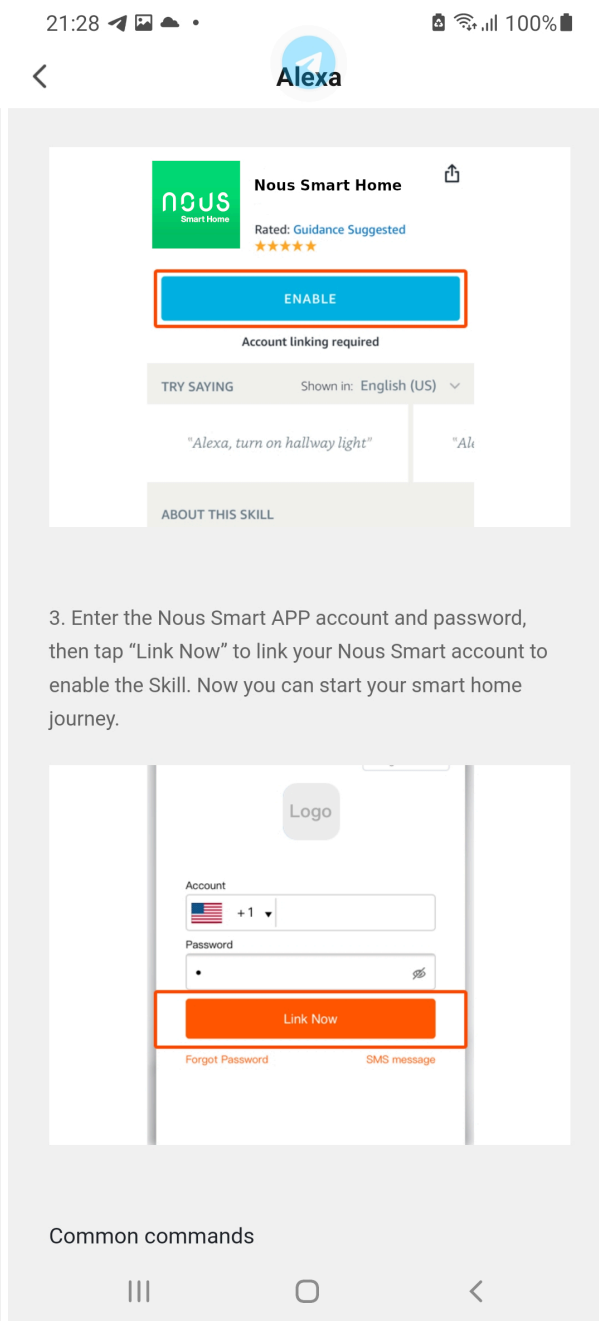 21:28
100%
Alexa
nous
Smart Home
Nous Smart Home
Rated: Guidance Suggested
ENABLE
Account linking required
TRY SAYING
Shown in: English (US)
"Alexa, turn on hallway light"
ABOUT THIS SKILL
3. Enter the Nous Smart APP account and password,
then tap “Link Now” to link your Nous Smart account to
enable the Skill. Now you can start your smart home
journey.
Logo
Account
+1
Password
Link Now
Forgot Password
SMS message
Common commands